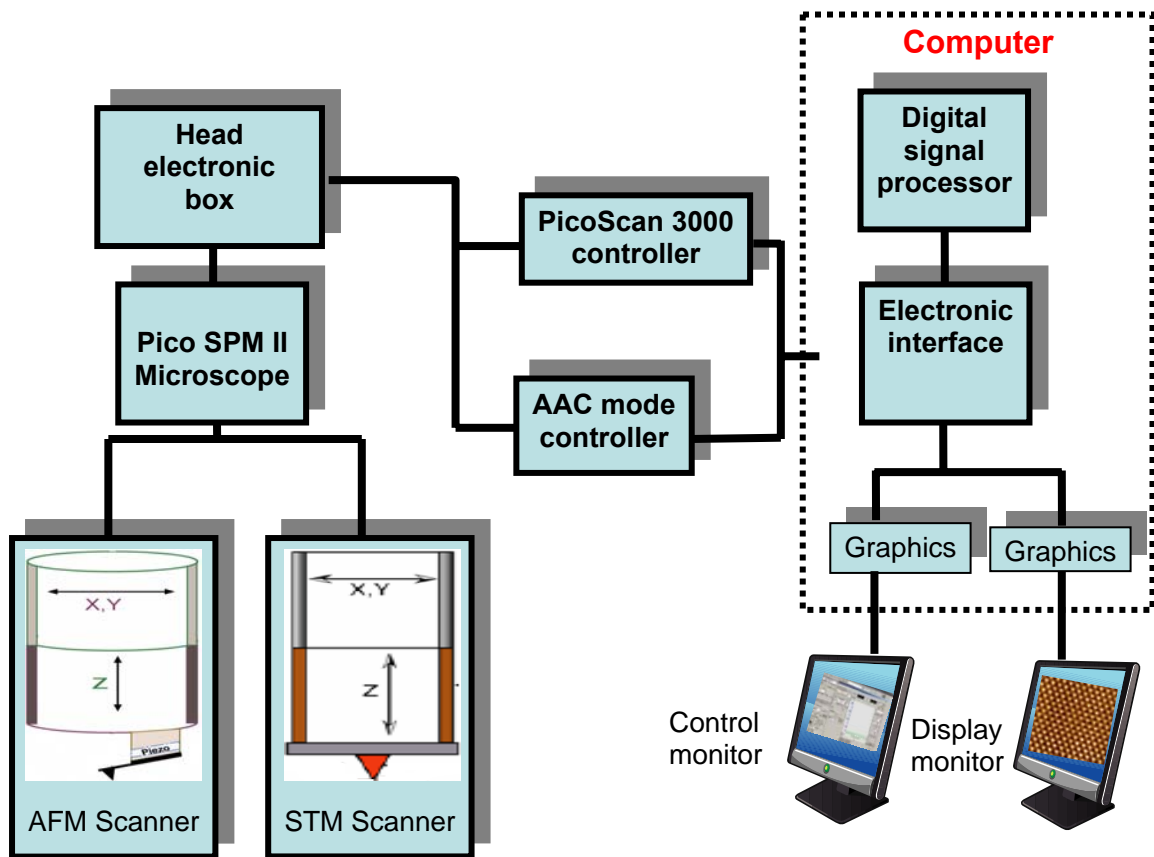 Computer
Head
electronic
box
Digital
signal
processor
PicoScan 3000
controller
Pico SPM II
Microscope
Electronic
interface
AAC mode
controller
Graphics
Graphics
X,Y
Z
Piezo
AFM Scanner
X,Y
Z
STM Scanner
Control
monitor
Display
monitor